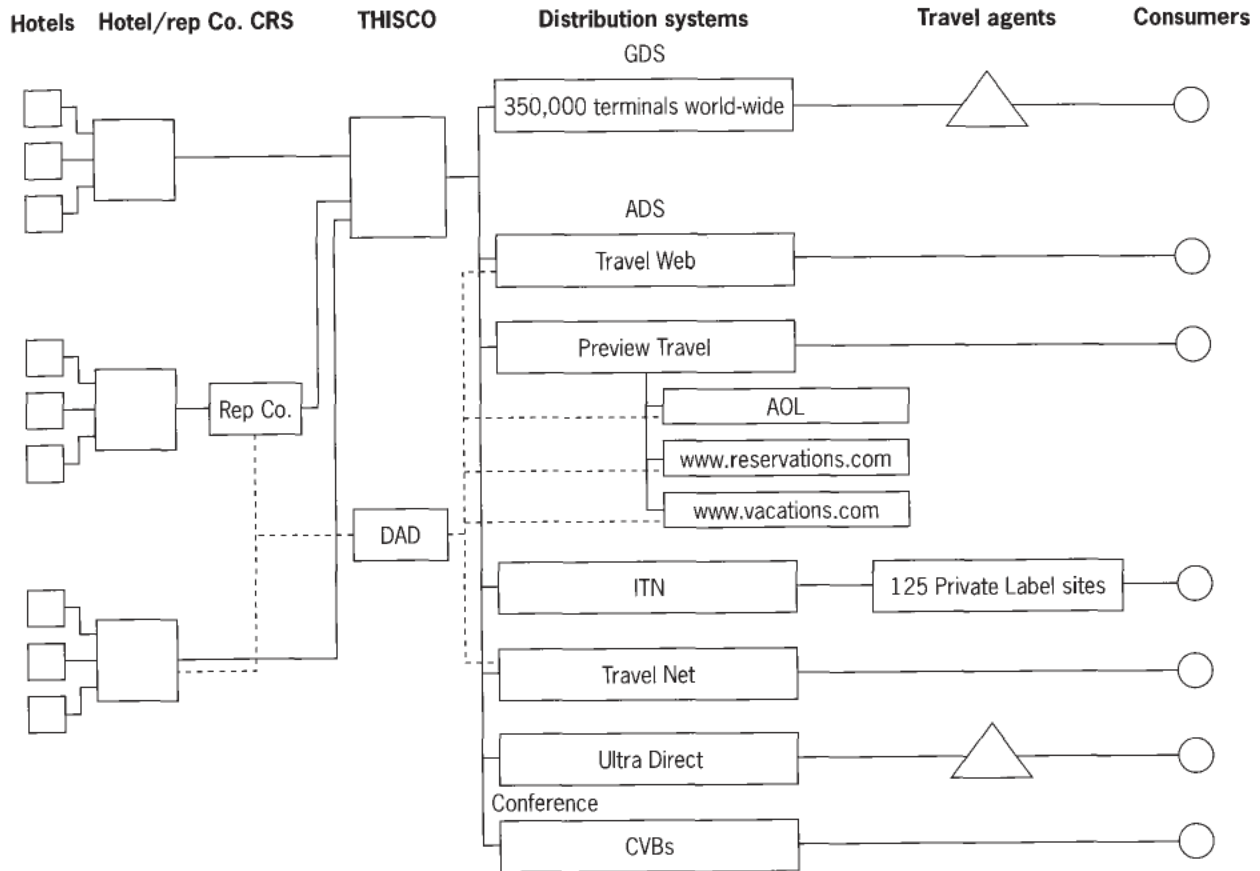 Hotels Hotel/rep Co. CRS THISCO Distribution systems Travel agents Consumers
GDS
350,000 terminals world-wide
ADS
Travel Web
Preview Travel
AOL
Rep Co.
www.reservations.com
www.vacations.com
DAD
ITN
125 Private Label sites
Travel Net
Ultra Direct
Conference
CVBs